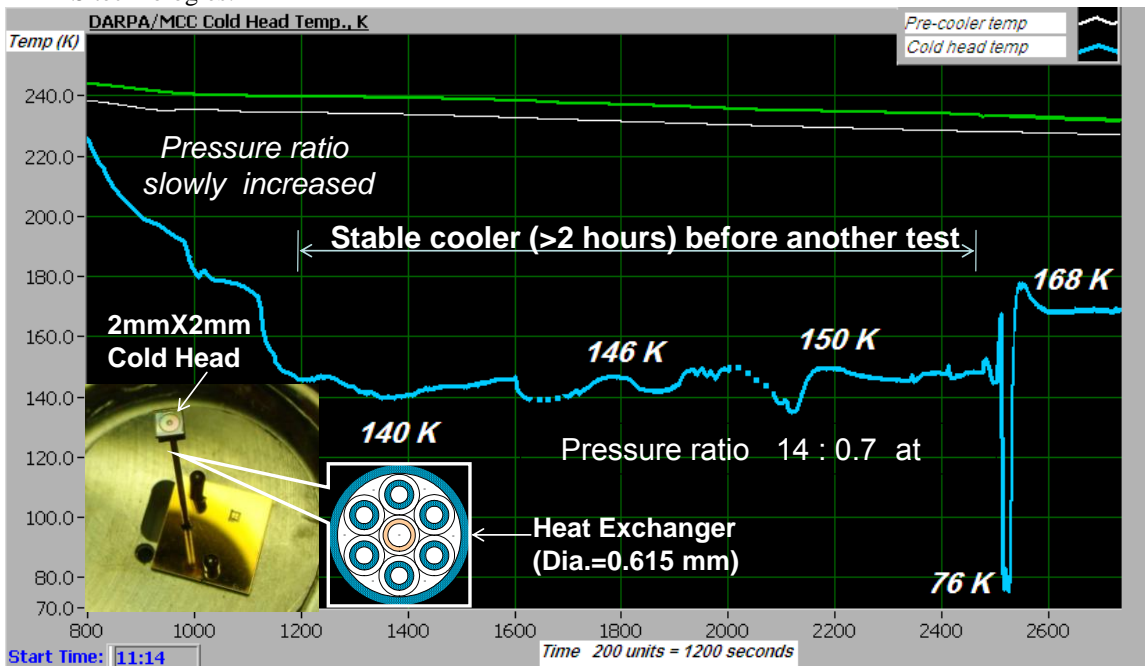 DARPA/MCC Cold Head Temp., K
Pre-cooler temp
Cold head temp
Temp (K)
240.0
220.0
200.0
180.0
160.0
140.0
120.0
100.0
80.0
70.0
Pressure ratio
slowly increased
Stable cooler (>2 hours) before another test
168 K
2mmX2mm
Cold Head
146 K
150 K
140 K
Pressure ratio 14 : 0.7 at
Heat Exchanger
(Dia.=0.615 mm)
76 K
800 1000 1200 1400 1600 1800 2000 2200 2400 2600
Start Time: 11:14
Time 200 units = 1200 seconds